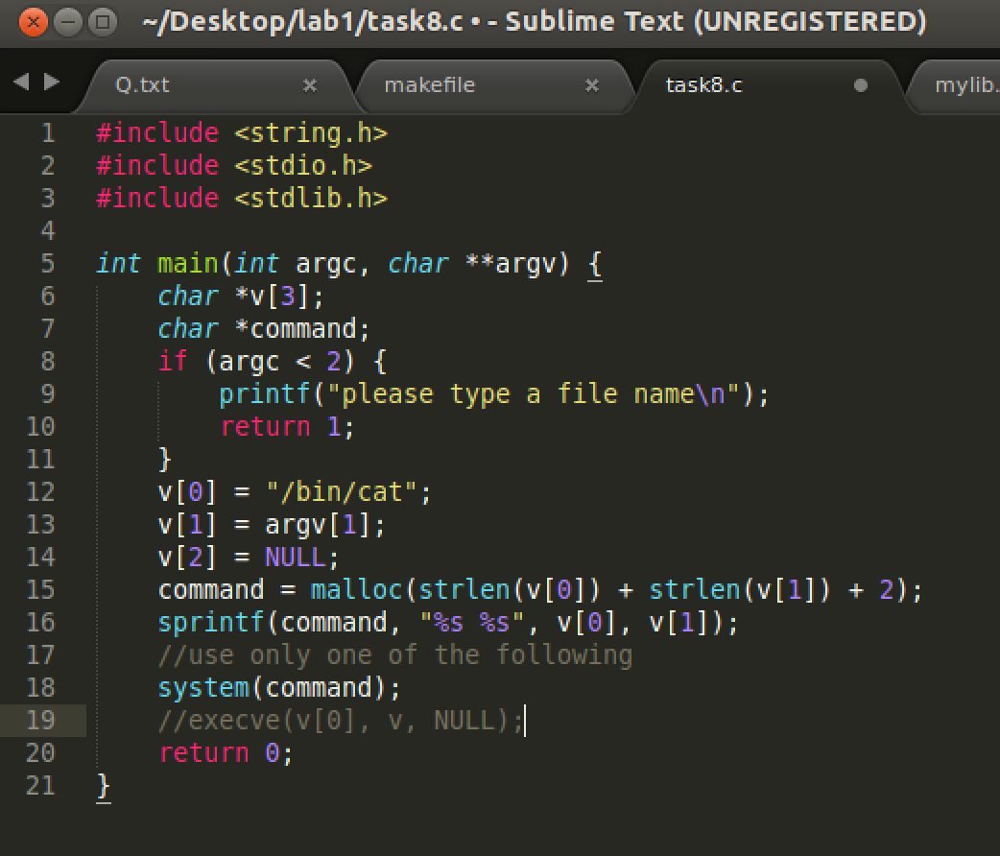 ~/Desktop/lab1/task8.c • - Sublime Text (UNREGISTERED)
Q.txt makefile task8.c mylib.
1 #include <string.h>
2 #include <stdio.h>
3 #include <stdlib.h>
4
5 int main(int argc, char **argv) {
6     char *v[3];
7     char *command;
8     if (argc < 2) {
9         printf("please type a file name\n");
10         return 1;
11     }
12     v[0] = "/bin/cat";
13     v[1] = argv[1];
14     v[2] = NULL;
15     command = malloc(strlen(v[0]) + strlen(v[1]) + 2);
16     sprintf(command, "%s %s", v[0], v[1]);
17     //use only one of the following
18     system(command);
19     //execve(v[0], v, NULL);
20     return 0;
21 }